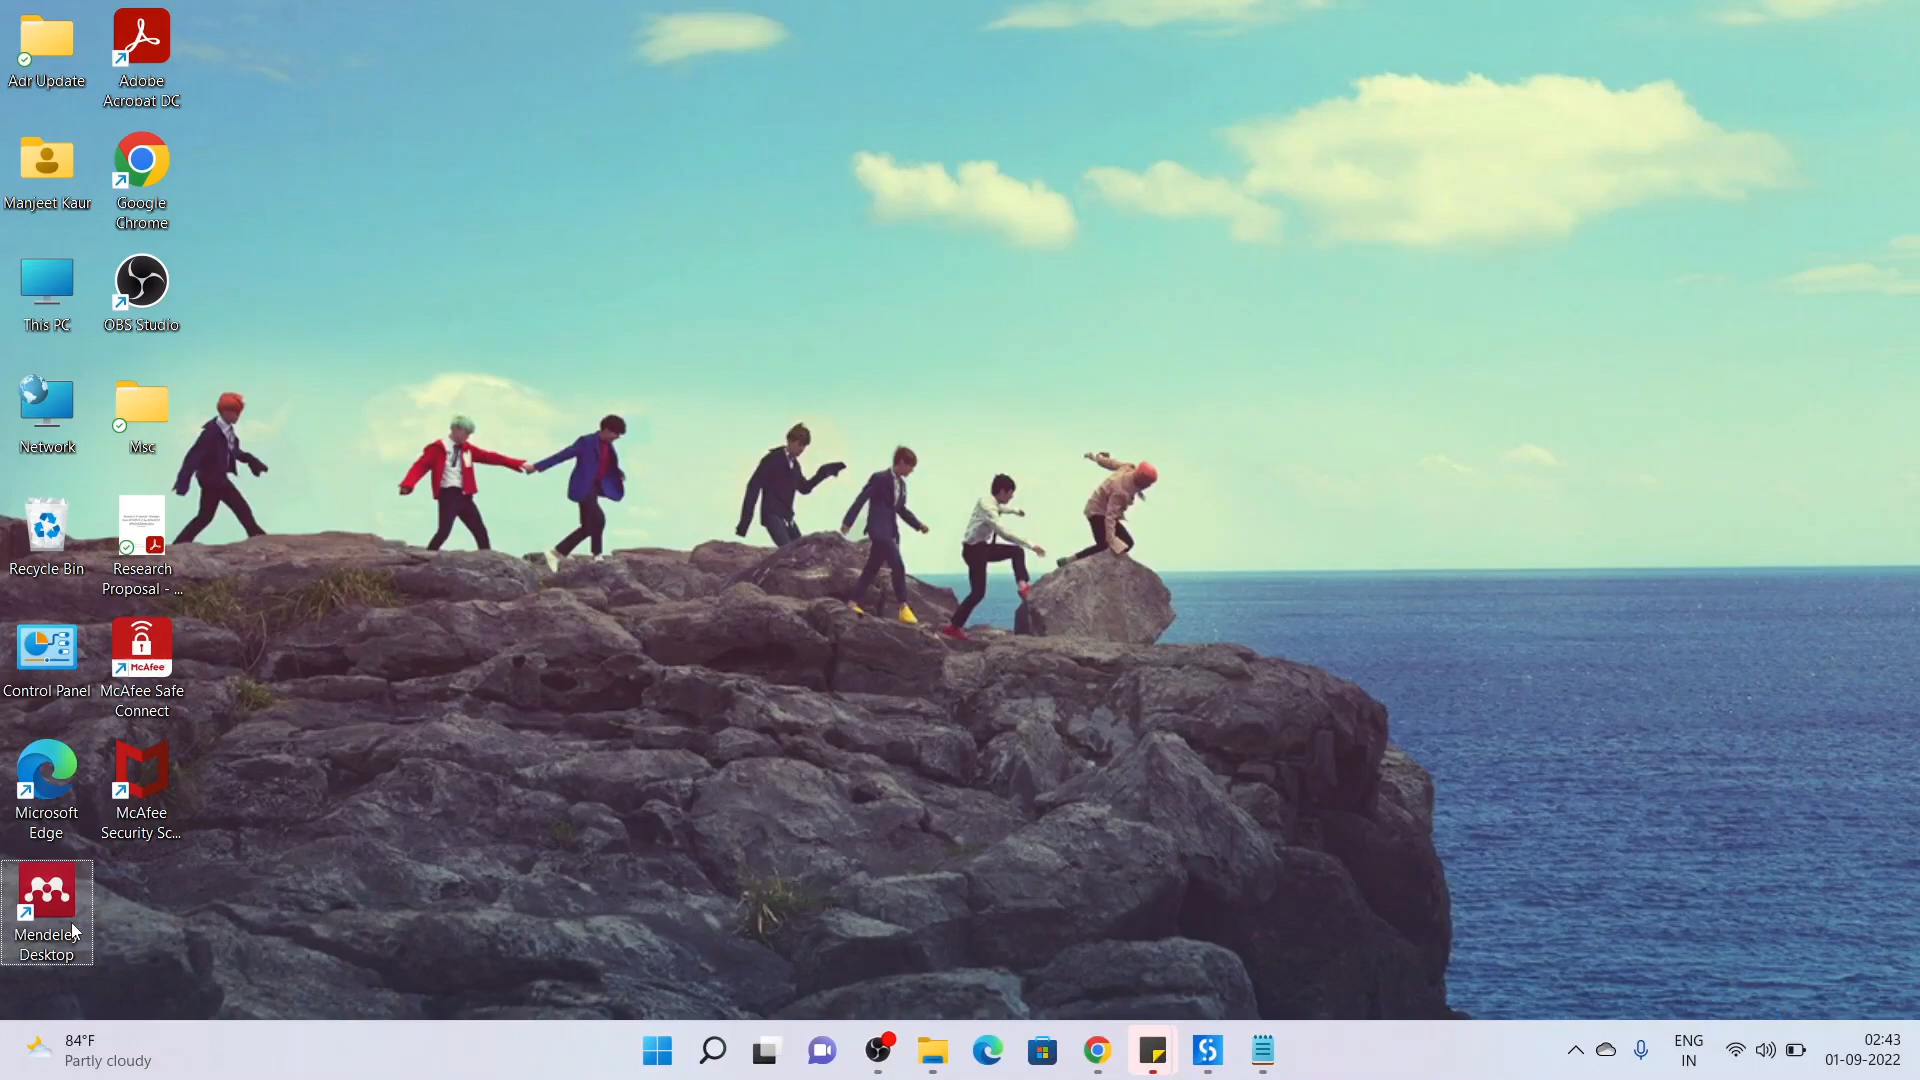 Adr Update
Adobe
Acrobat DC
Manjeet Kaur
Google
Chrome
This PC
OBS Studio
Network
Msc
Recycle Bin
Research
Proposal - ...
Control Panel
McAfee
McAfee Safe
Connect
Microsoft
Edge
McAfee
Security Sc...
Mendeley
Desktop
84°F
Partly cloudy
ENG
IN
02:43
01-09-2022